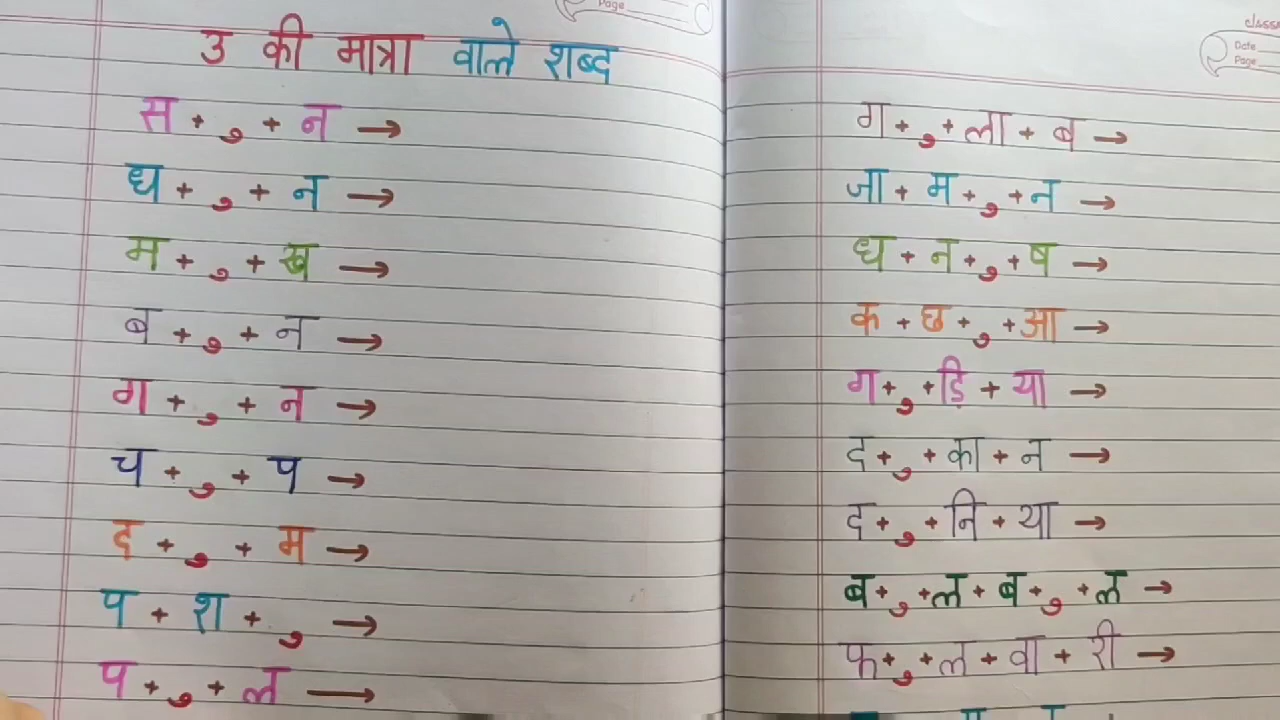 Page
उ की मात्रा वाले शब्द
स + ु + न →
ध + ु + न →
म + ु + ख →
ब + ु + न →
ग + ु + न →
च + ु + प →
द + ु + म →
प + श + ु →
प + ु + ल →
Date
Page
ग + ु + ला + ब →
जा + म + ु + न →
ध + न + ु + ष →
क + छ + ु + आ →
ग + ु + ड़ि + या →
द + ु + का + न →
द + ु + नि + या →
ब + ु + ल + ब + ु + ल →
फ + ु + ल + वा + री →